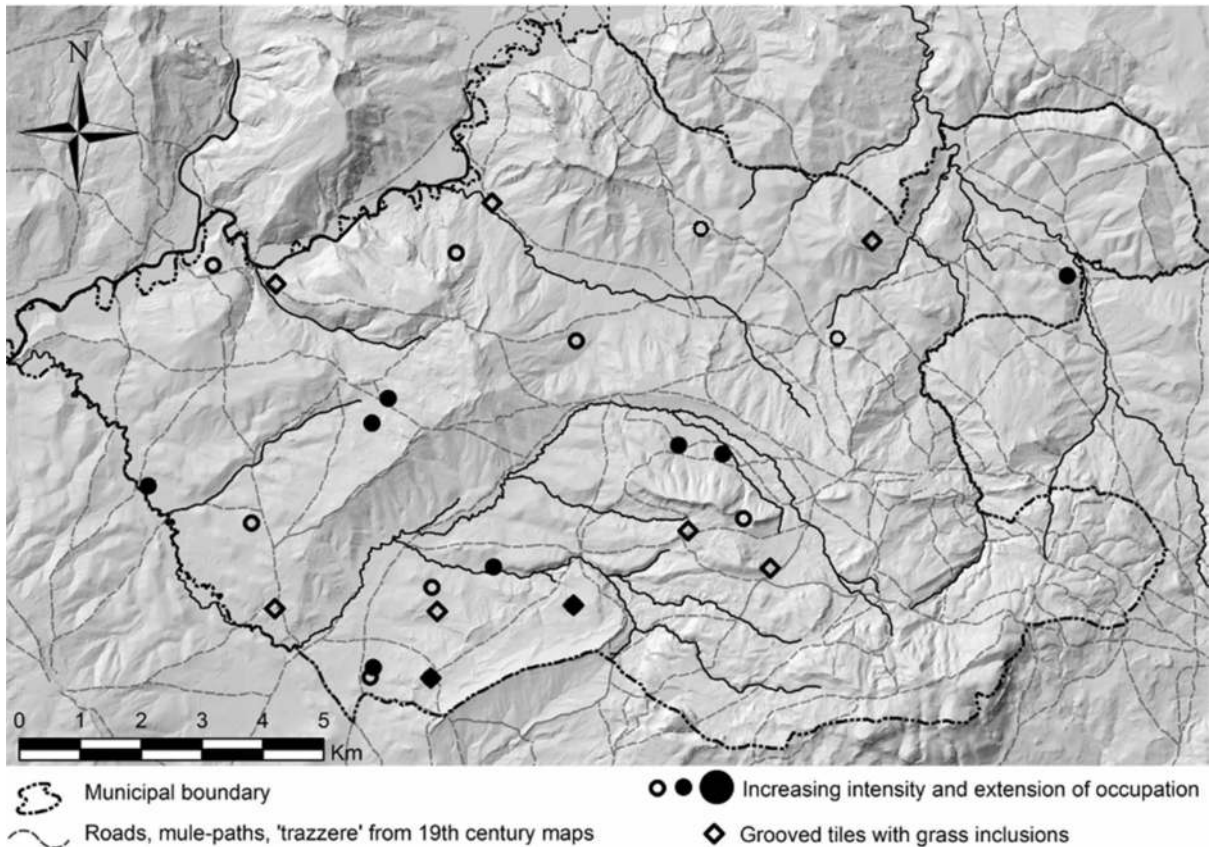 N
0 1 2 3 4 5
Km
Municipal boundary
Increasing intensity and extension of occupation
Roads, mule-paths, 'trazzere' from 19th century maps
Grooved tiles with grass inclusions